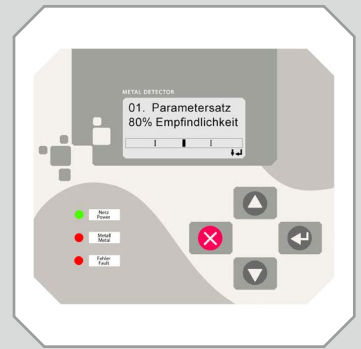 METAL DETECTOR
01. Parametersatz
80% Empfindlichkeit
Netz
Power
Metall
Metal
Fehler
Fault